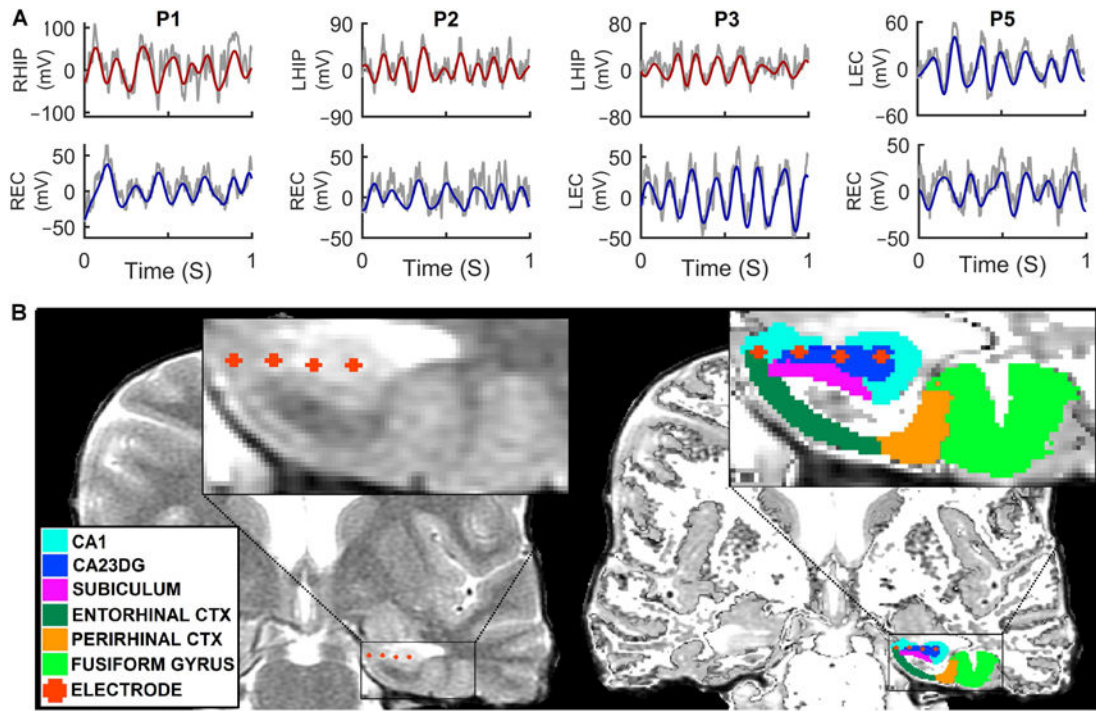 A
P1
P2
P3
P5
RHIP
(mV)
100
0
−100
LHIP
(mV)
90
0
−90
LHIP
(mV)
80
0
−80
LEC
(mV)
60
0
−60
REC
(mV)
50
0
−50
REC
(mV)
50
0
−50
LEC
(mV)
50
0
−50
REC
(mV)
50
0
−50
0 Time (S) 1
0 Time (S) 1
0 Time (S) 1
0 Time (S) 1
B
CA1
CA23DG
SUBICULUM
ENTORHINAL CTX
PERIRHINAL CTX
FUSIFORM GYRUS
ELECTRODE